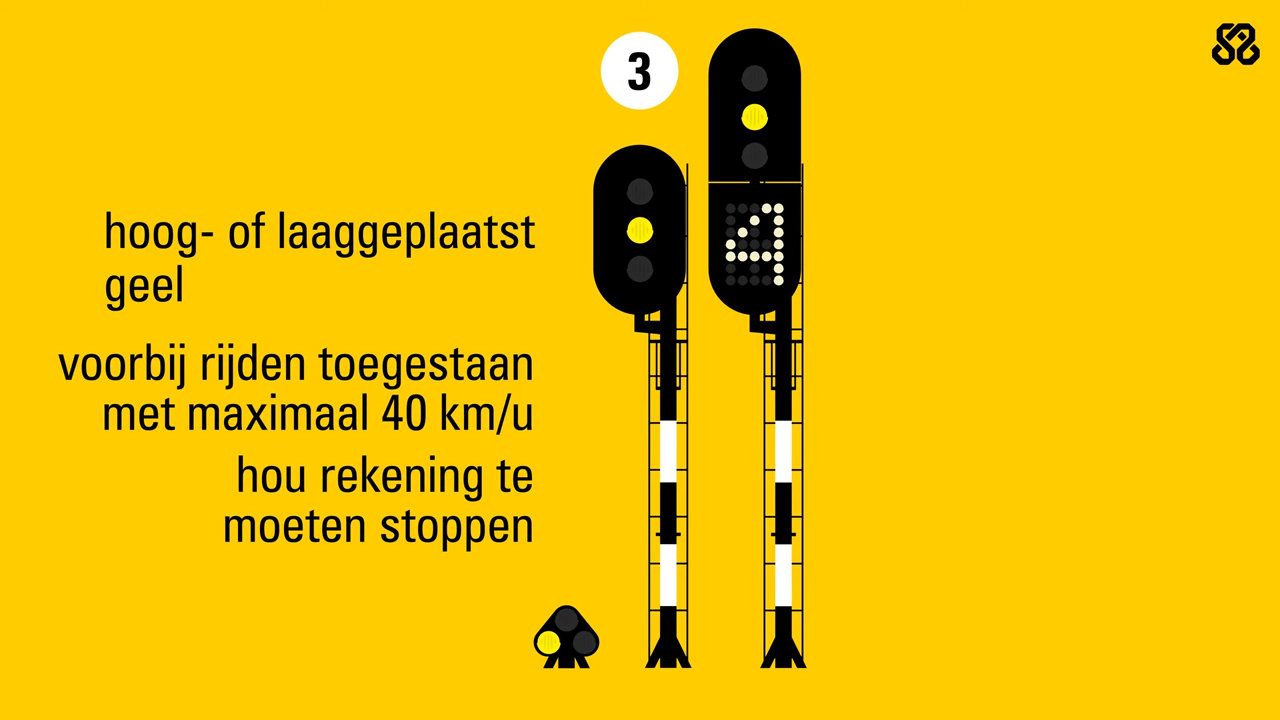 3
hoog- of laaggeplaatst
geel
4
voorbij rijden toegestaan
met maximaal 40 km/u
hou rekening te
moeten stoppen